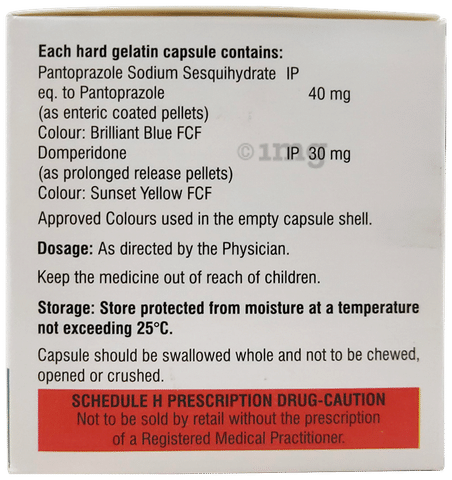 Each hard gelatin capsule contains:
Pantoprazole Sodium Sesquihydrate IP
eq. to Pantoprazole 40 mg
(as enteric coated pellets)
Colour: Brilliant Blue FCF
Domperidone IP 30 mg
(as prolonged release pellets)
Colour: Sunset Yellow FCF
Approved Colours used in the empty capsule shell.
Dosage: As directed by the Physician.
Keep the medicine out of reach of children.
Storage: Store protected from moisture at a temperature
not exceeding 25°C.
Capsule should be swallowed whole and not to be chewed,
opened or crushed.
SCHEDULE H PRESCRIPTION DRUG-CAUTION
Not to be sold by retail without the prescription
of a Registered Medical Practitioner.
©1mg